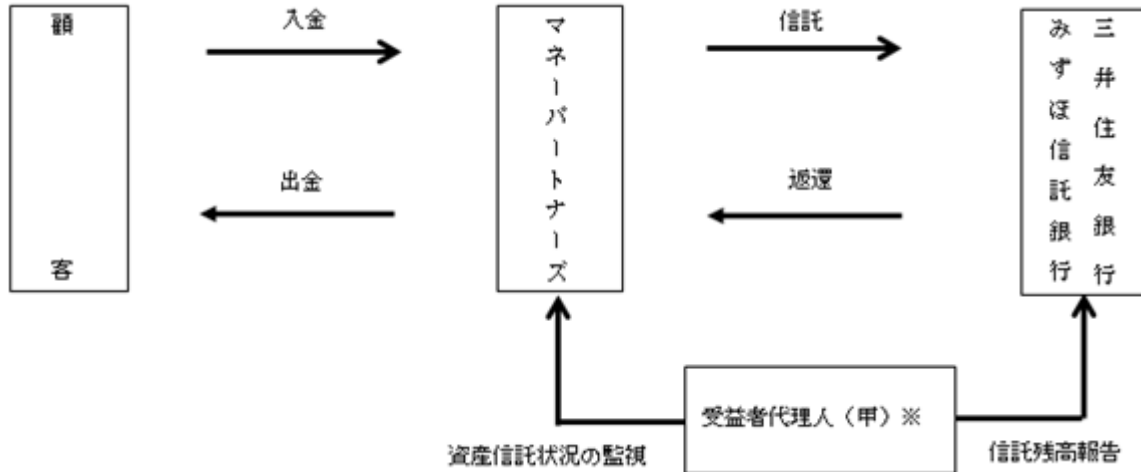 顧客
入金
出金
マネーパートナーズ
信託
返還
三井住友銀行
みずほ信託銀行
受益者代理人（甲）※
資産信託状況の監視
信託残高報告